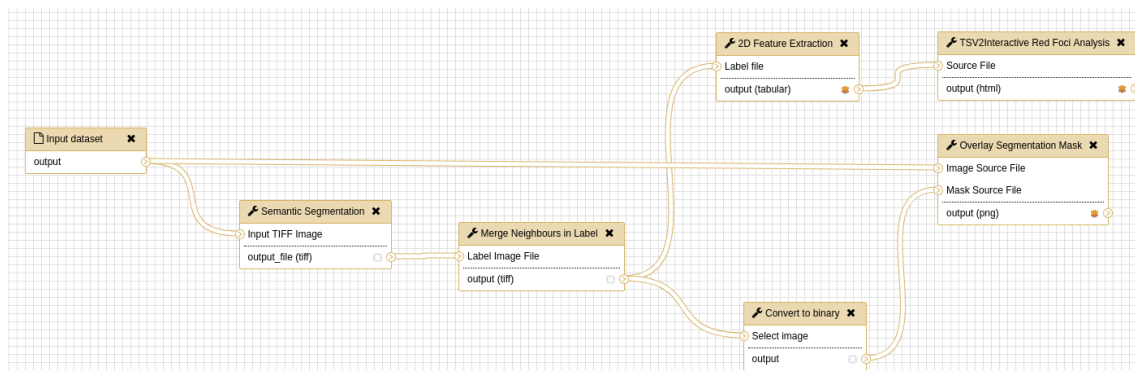 Input dataset
output
Semantic Segmentation
Input TIFF Image
output_file (tiff)
Merge Neighbours in Label
Label Image File
output (tiff)
2D Feature Extraction
Label file
output (tabular)
TSV2Interactive Red Foci Analysis
Source File
output (html)
Overlay Segmentation Mask
Image Source File
Mask Source File
output (png)
Convert to binary
Select image
output